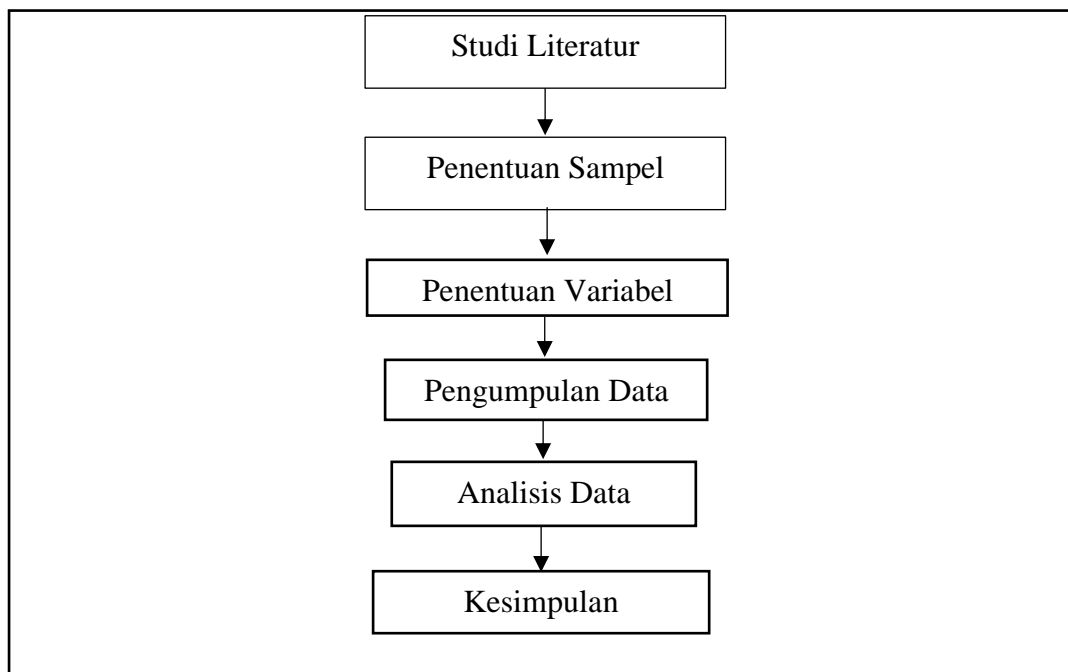 Studi Literatur
Penentuan Sampel
Penentuan Variabel
Pengumpulan Data
Analisis Data
Kesimpulan